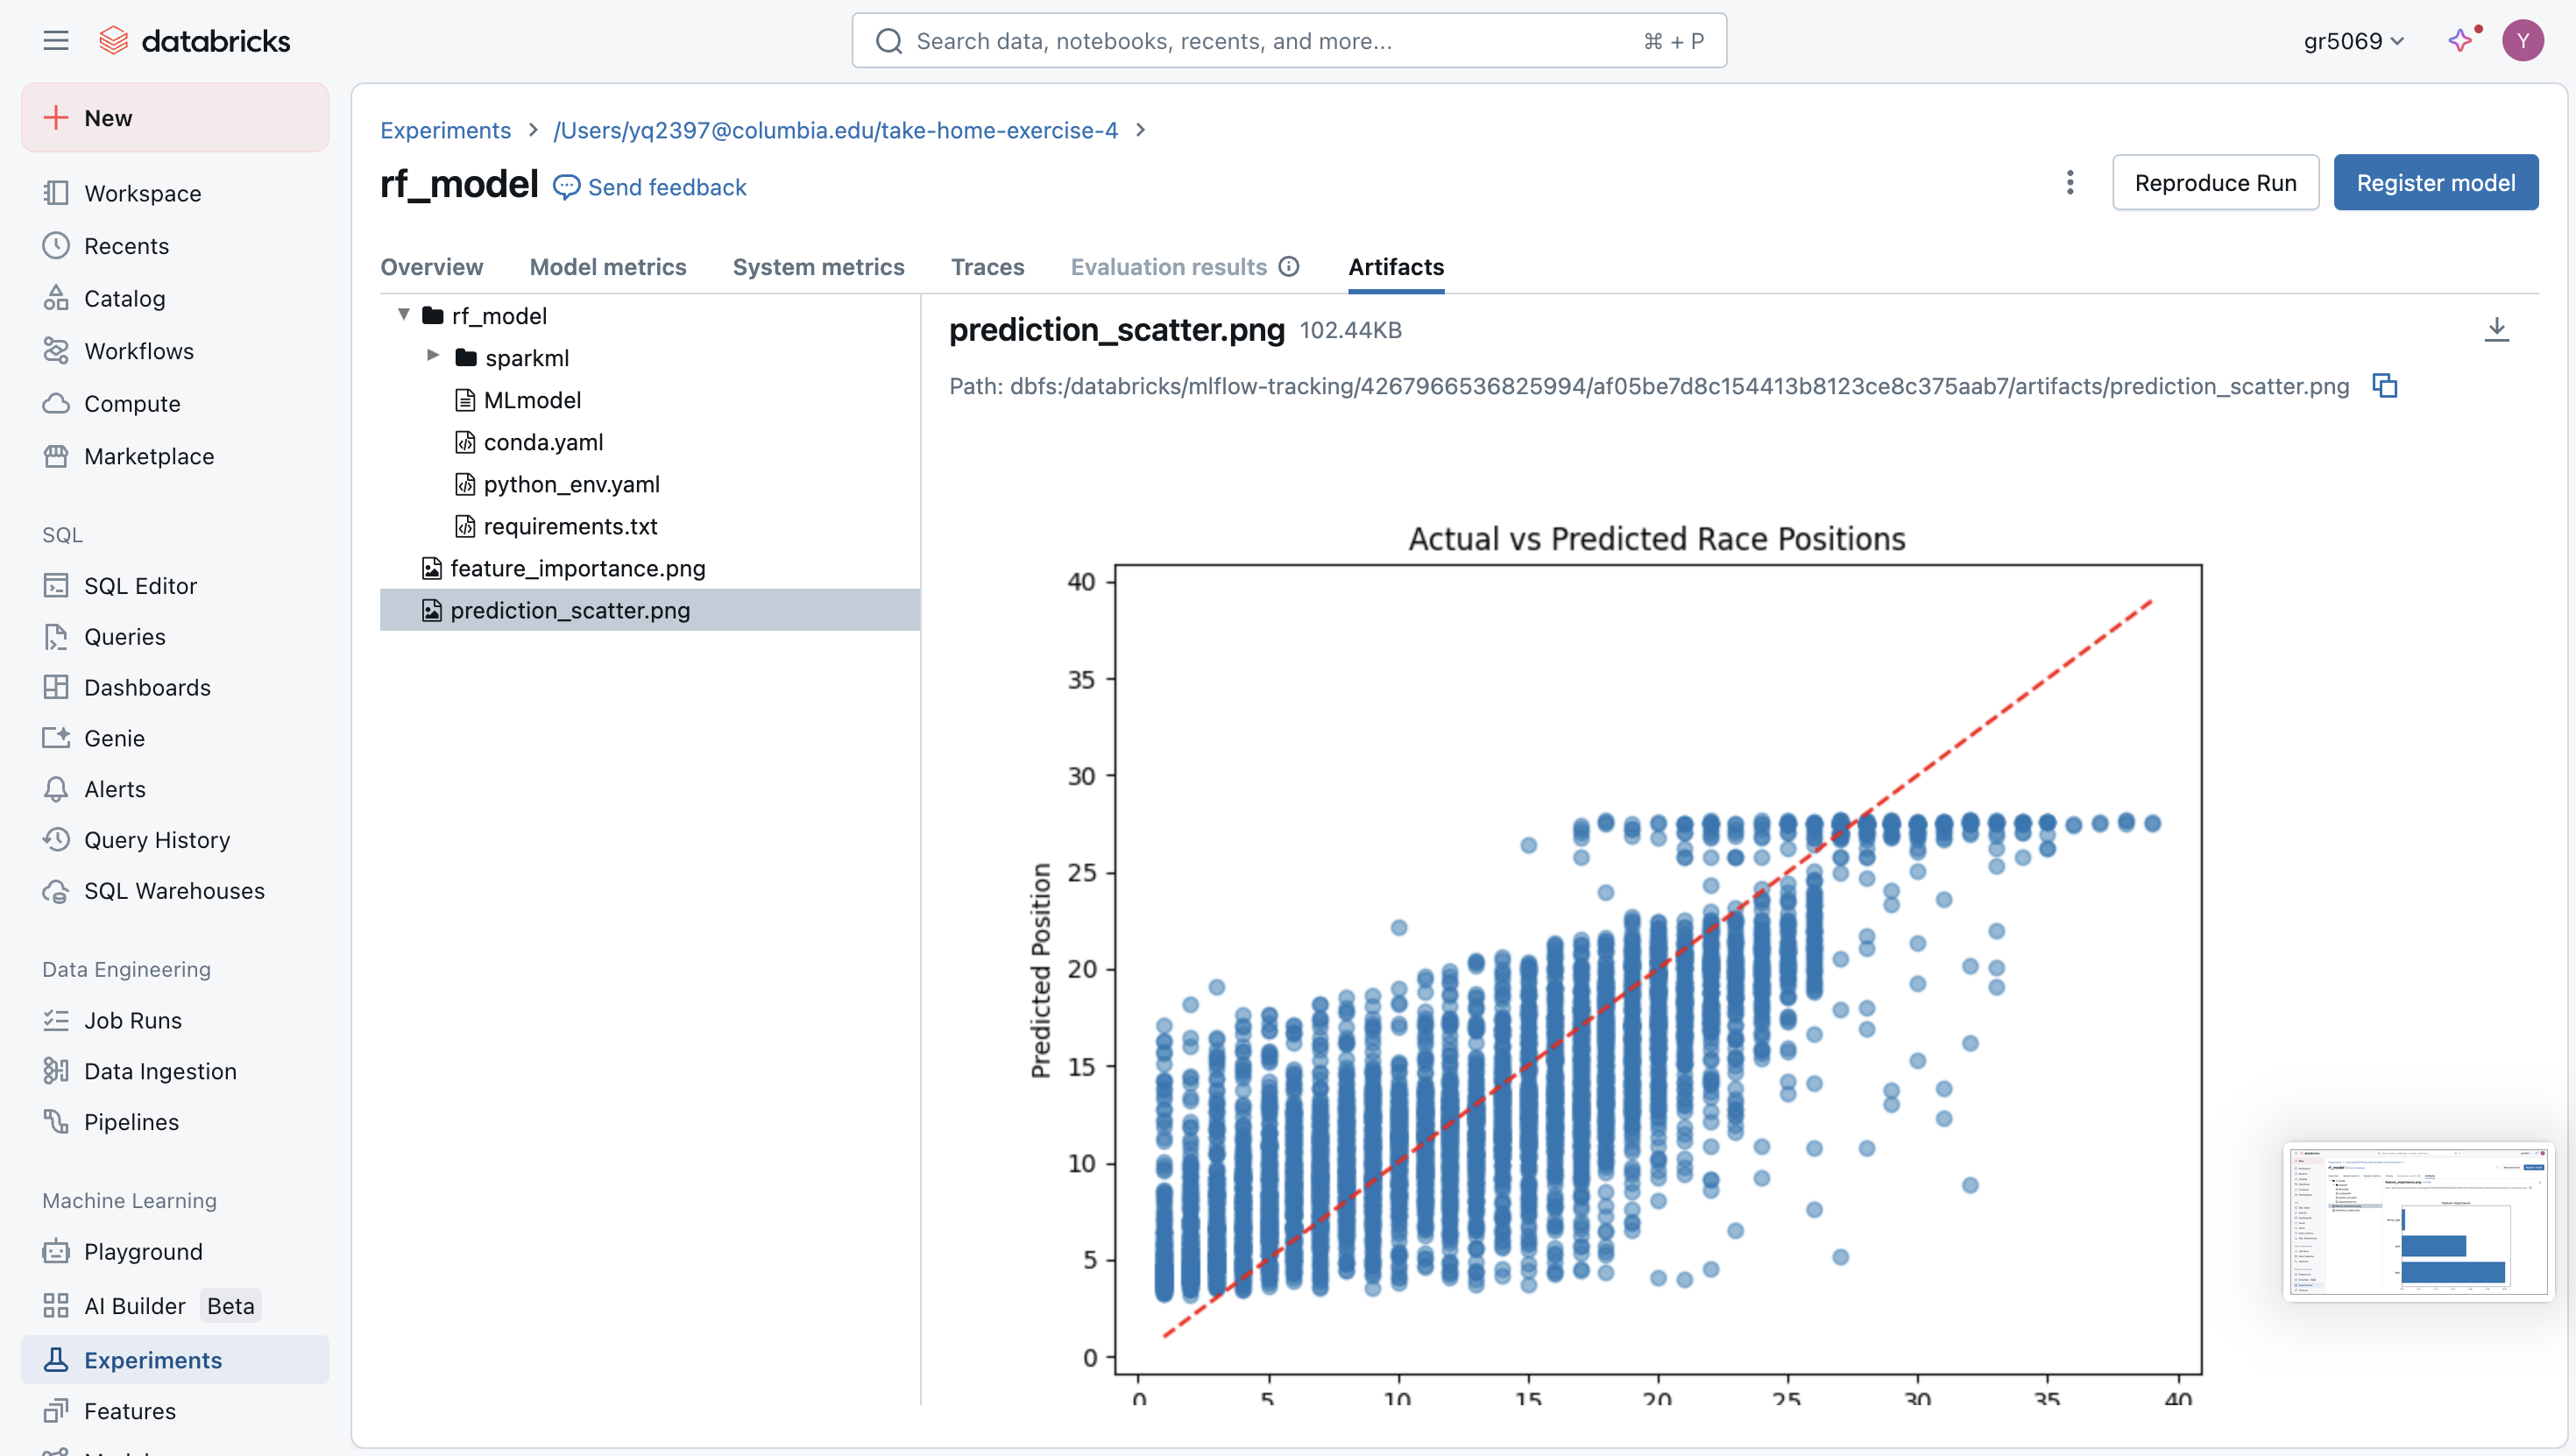 databricks
Search data, notebooks, recents, and more...
⌘ + P
gr5069
Y
New
Workspace
Recents
Catalog
Workflows
Compute
Marketplace
SQL
SQL Editor
Queries
Dashboards
Genie
Alerts
Query History
SQL Warehouses
Data Engineering
Job Runs
Data Ingestion
Pipelines
Machine Learning
Playground
AI Builder Beta
Experiments
Features
Experiments > /Users/yq2397@columbia.edu/take-home-exercise-4 >
rf_model
Send feedback
Reproduce Run
Register model
Overview
Model metrics
System metrics
Traces
Evaluation results
Artifacts
rf_model
sparkml
MLmodel
conda.yaml
python_env.yaml
requirements.txt
feature_importance.png
prediction_scatter.png
prediction_scatter.png 102.44KB
Path: dbfs:/databricks/mlflow-tracking/4267966536825994/af05be7d8c154413b8123ce8c375aab7/artifacts/prediction_scatter.png
Actual vs Predicted Race Positions
Predicted Position
40
35
30
25
20
15
10
5
0
0 5 10 15 20 25 30 35 40